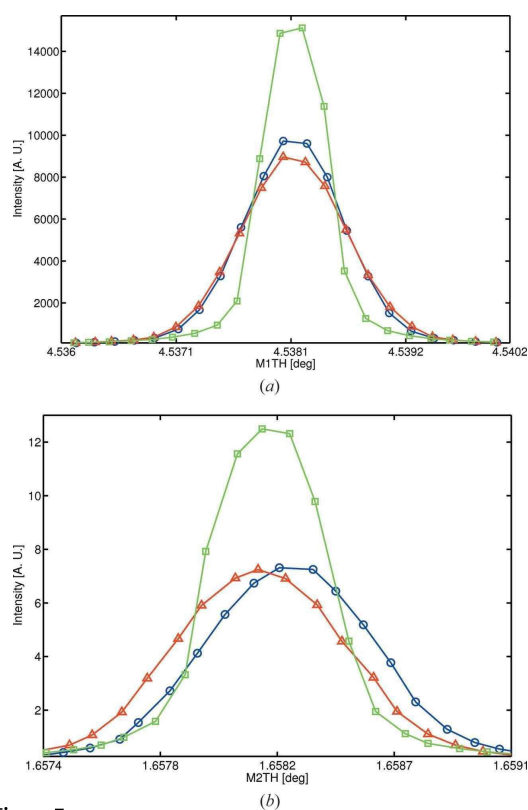 14000
12000
10000
8000
6000
4000
2000
Intensity [A. U.]
4.536 4.5371 4.5381 4.5392 4.5402
M1TH [deg]
(a)
12
10
8
6
4
2
Intensity [A. U.]
1.6574 1.6578 1.6582 1.6587 1.6591
M2TH [deg]
(b)